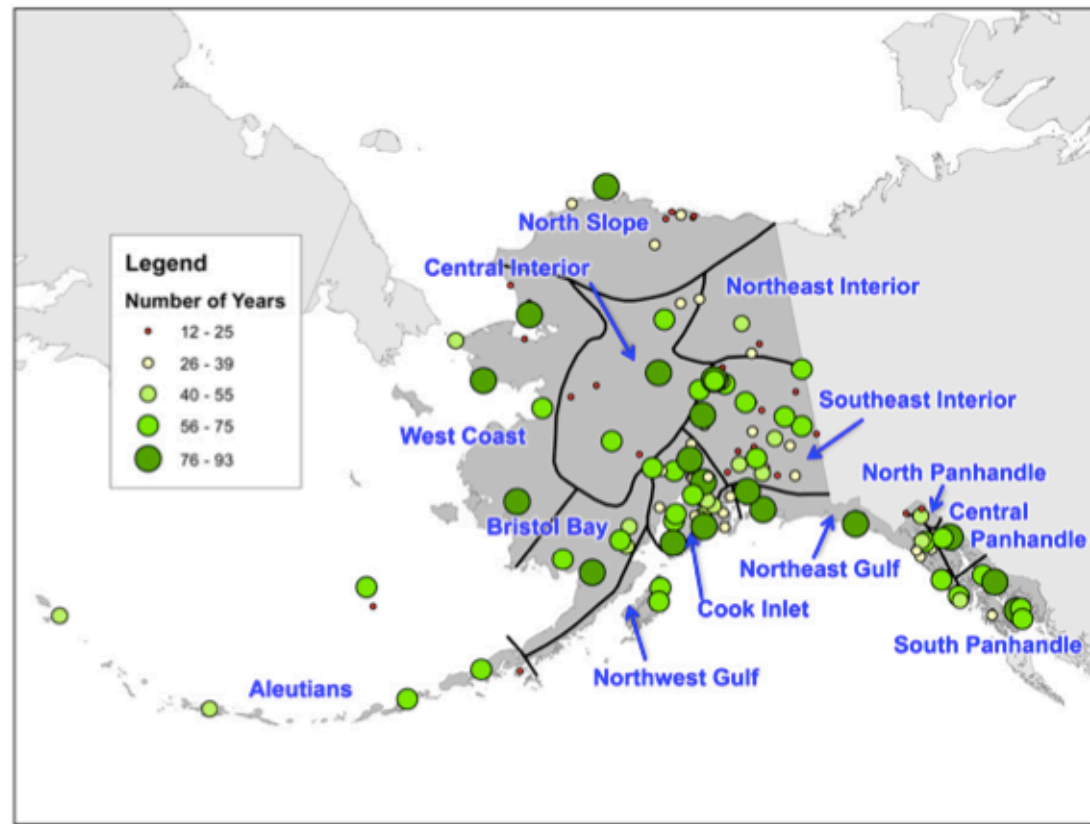 North Slope
Central Interior
Northeast Interior
Legend
Number of Years
12 - 25
26 - 39
40 - 55
56 - 75
76 - 93
West Coast
Southeast Interior
North Panhandle
Central
Panhandle
Bristol Bay
Northeast Gulf
Cook Inlet
South Panhandle
Northwest Gulf
Aleutians